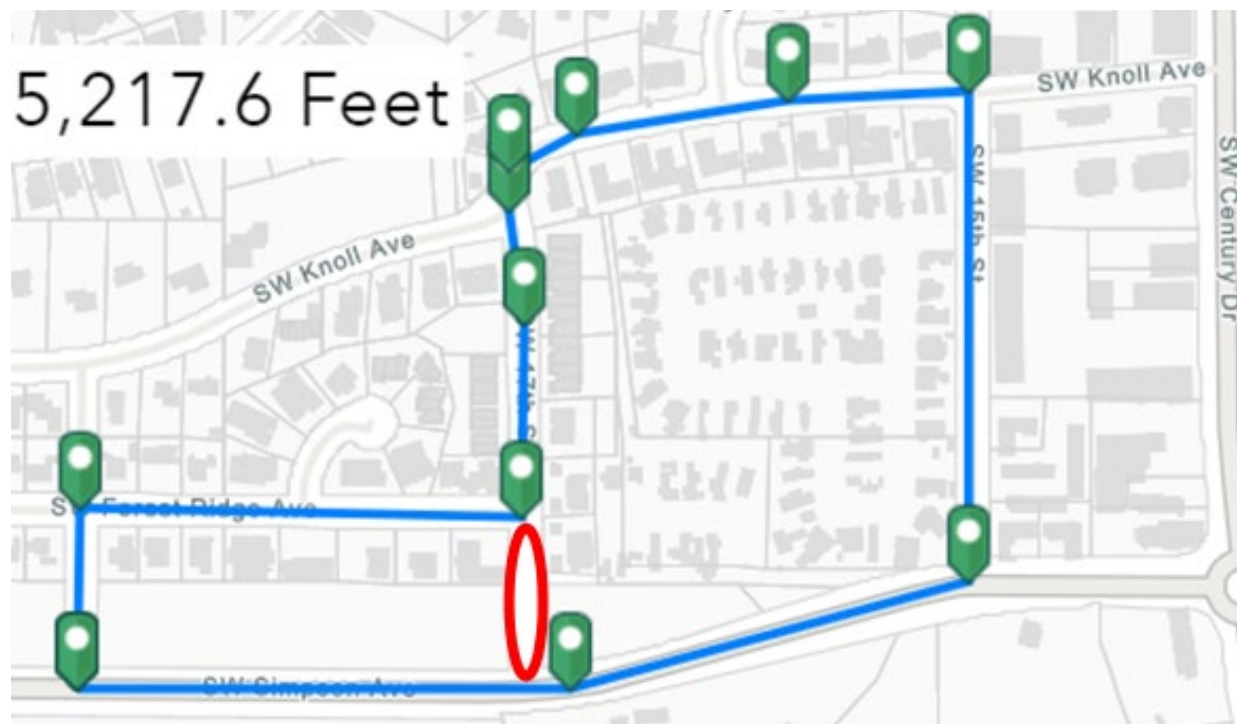 SW Knoll Ave
5,217.6 Feet
SW Knoll Ave
SW 15th St
SW Century Dr
W 17th S
Forest Ridge Ave
SW Simpson Ave